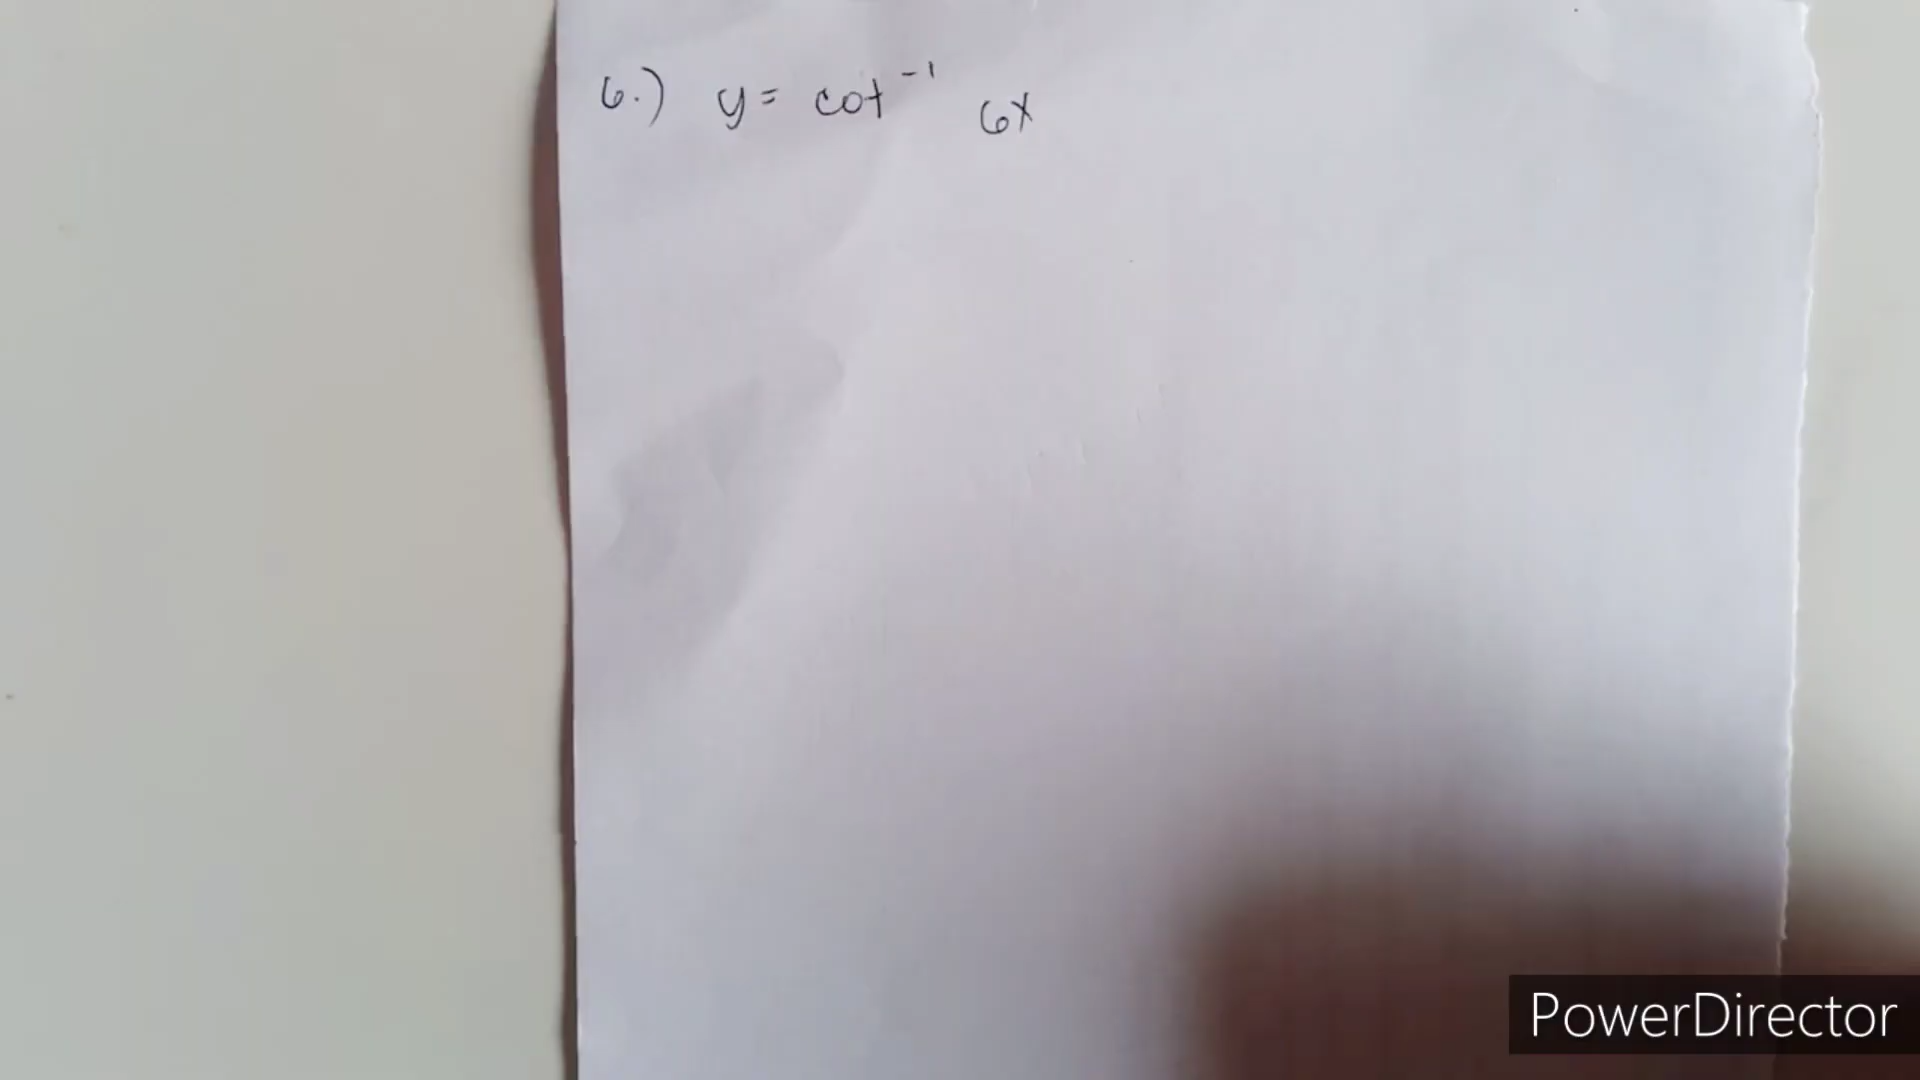 6.) y = cot⁻¹ 6x
PowerDirector